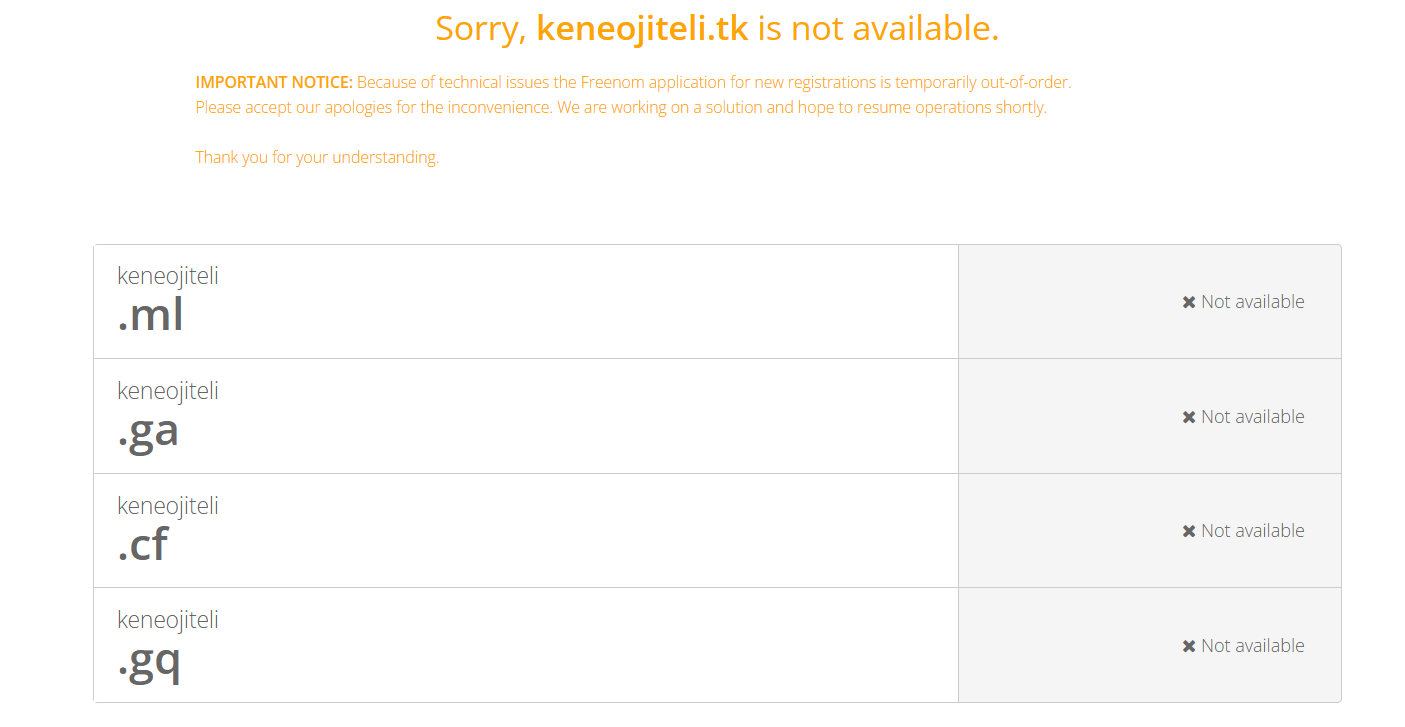 Sorry, keneojiteli.tk is not available.
IMPORTANT NOTICE: Because of technical issues the Freenom application for new registrations is temporarily out-of-order.
Please accept our apologies for the inconvenience. We are working on a solution and hope to resume operations shortly.
Thank you for your understanding.
keneojiteli
.ml
✖ Not available
keneojiteli
.ga
✖ Not available
keneojiteli
.cf
✖ Not available
keneojiteli
.gq
✖ Not available